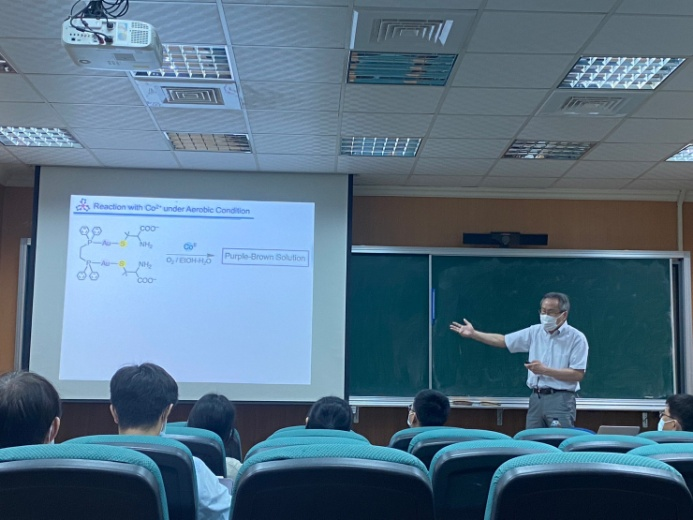 Reaction with Co²⁺ under Aerobic Condition
COO⁻
P
Au
S
NH₂
Co²⁺
Purple-Brown Solution
O₂ / EtOH-H₂O
P
Au
S
NH₂
COO⁻